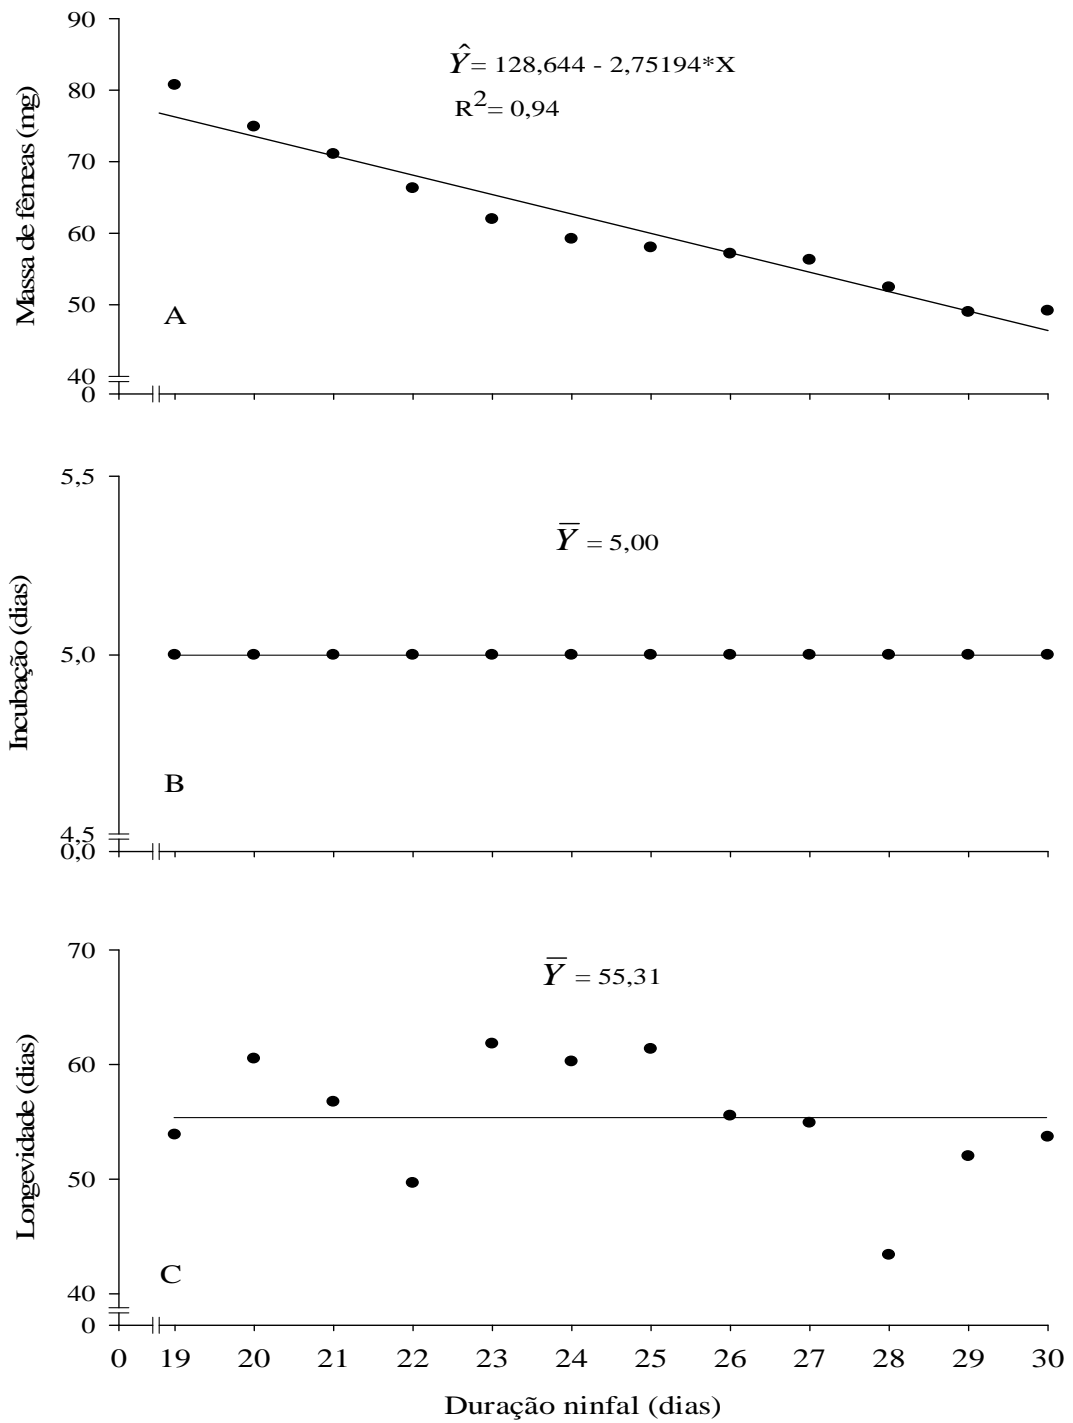 90
80
70
60
50
40
0
Massa de fêmeas (mg)
Ŷ = 128,644 - 2,75194*X
R² = 0,94
A
5,5
5,0
4,5
0,0
Incubação (dias)
Y̅ = 5,00
B
70
60
50
40
0
Longevidade (dias)
Y̅ = 55,31
C
0 19 20 21 22 23 24 25 26 27 28 29 30
Duração ninfal (dias)